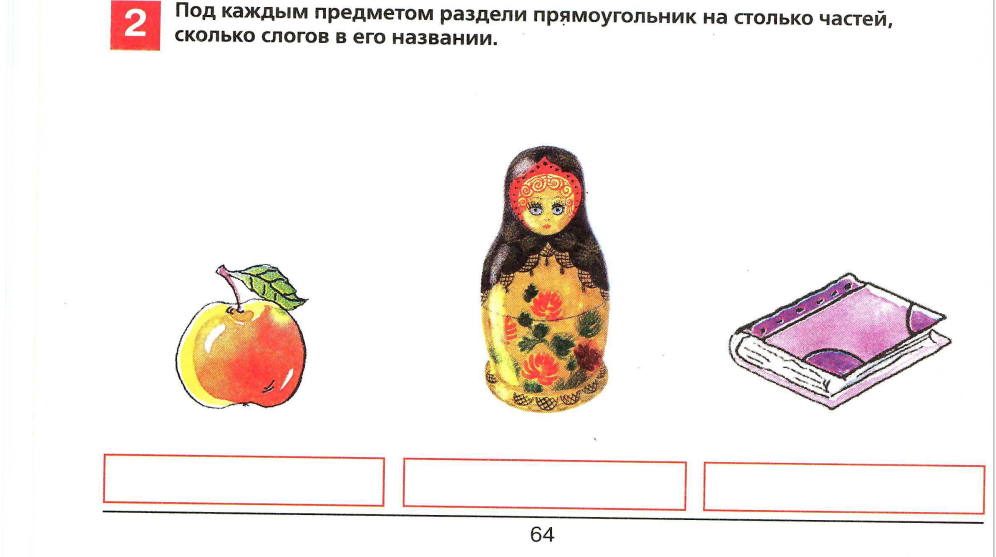 2
Под каждым предметом раздели прямоугольник на столько частей,
сколько слогов в его названии.
64